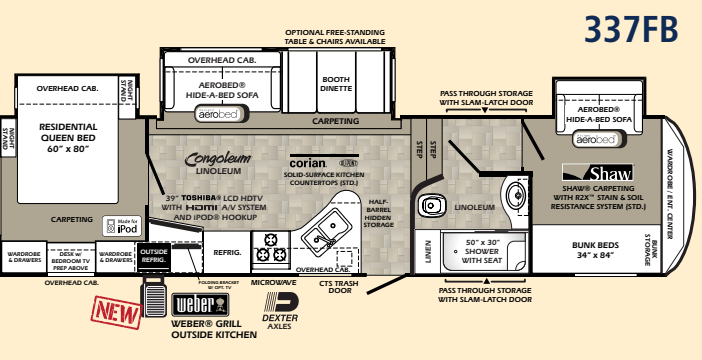 337FB
OPTIONAL FREE-STANDING
TABLE & CHAIRS AVAILABLE
OVERHEAD CAB.
AEROBED®
HIDE-A-BED SOFA
aerobed
BOOTH
DINETTE
CARPETING
OVERHEAD CAB.
NIGHT
STAND
NIGHT
STAND
RESIDENTIAL
QUEEN BED
60" x 80"
CARPETING
Made for
iPod
WARDROBE
& DRAWERS
DESK w/
BEDROOM TV
PREP ABOVE
WARDROBE
& DRAWERS
OVERHEAD CAB.
OUTSIDE
REFRIG.
Congoleum
LINOLEUM
corian.
DUPONT
SOLID-SURFACE KITCHEN
COUNTERTOPS (STD.)
39" TOSHIBA® LCD HDTV
WITH HDMI A/V SYSTEM
AND IPOD® HOOKUP
HALF-
BARREL
HIDDEN
STORAGE
REFRIG.
FOLDING BRACKET
W/ OPT. TV
MICROWAVE
OVERHEAD CAB.
CTS TRASH
DOOR
STEP
STEP
PASS THROUGH STORAGE
WITH SLAM-LATCH DOOR
LINOLEUM
LINEN
50" x 30"
SHOWER
WITH SEAT
PASS THROUGH STORAGE
WITH SLAM-LATCH DOOR
AEROBED®
HIDE-A-BED SOFA
aerobed
Shaw
SHAW® CARPETING
WITH R2X™ STAIN & SOIL
RESISTANCE SYSTEM (STD.)
BUNK BEDS
34" x 84"
BUNK
STORAGE
WARDROBE / ENT. CENTER
NEW
weber
WEBER® GRILL
OUTSIDE KITCHEN
DEXTER
AXLES